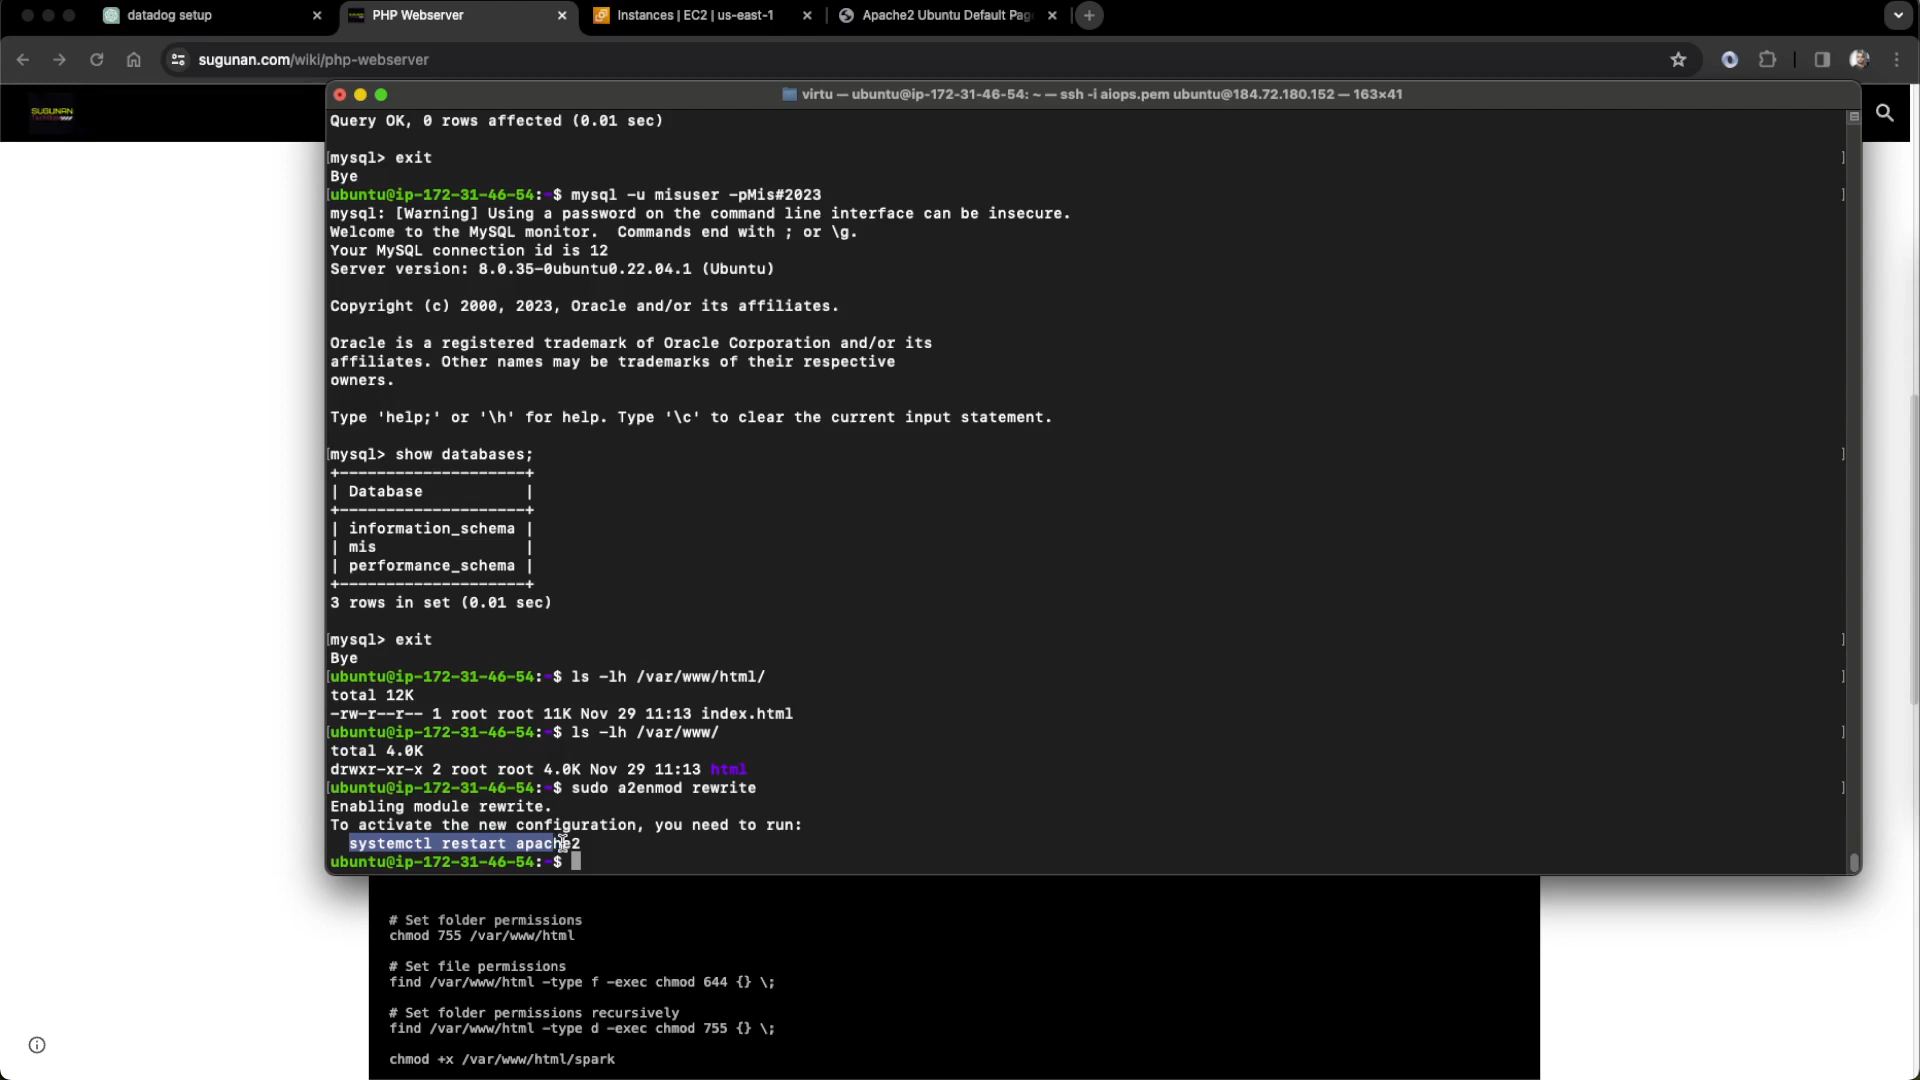 datadog setup
PHP Webserver
Instances | EC2 | us-east-1
Apache2 Ubuntu Default Pag
sugunan.com/wiki/php-webserver
SUGUNAN
virtu — ubuntu@ip-172-31-46-54: ~ — ssh -i aiops.pem ubuntu@184.72.180.152 — 163×41
Query OK, 0 rows affected (0.01 sec)
mysql> exit
Bye
ubuntu@ip-172-31-46-54:~$ mysql -u misuser -pMis#2023
mysql: [Warning] Using a password on the command line interface can be insecure.
Welcome to the MySQL monitor.  Commands end with ; or \g.
Your MySQL connection id is 12
Server version: 8.0.35-0ubuntu0.22.04.1 (Ubuntu)
Copyright (c) 2000, 2023, Oracle and/or its affiliates.
Oracle is a registered trademark of Oracle Corporation and/or its
affiliates. Other names may be trademarks of their respective
owners.
Type 'help;' or '\h' for help. Type '\c' to clear the current input statement.
mysql> show databases;
+--------------------+
| Database           |
+--------------------+
| information_schema |
| mis                |
| performance_schema |
+--------------------+
3 rows in set (0.01 sec)
mysql> exit
Bye
ubuntu@ip-172-31-46-54:~$ ls -lh /var/www/html/
total 12K
-rw-r--r-- 1 root root 11K Nov 29 11:13 index.html
ubuntu@ip-172-31-46-54:~$ ls -lh /var/www/
total 4.0K
drwxr-xr-x 2 root root 4.0K Nov 29 11:13 html
ubuntu@ip-172-31-46-54:~$ sudo a2enmod rewrite
Enabling module rewrite.
To activate the new configuration, you need to run:
  systemctl restart apache2
ubuntu@ip-172-31-46-54:~$
# Set folder permissions
chmod 755 /var/www/html
# Set file permissions
find /var/www/html -type f -exec chmod 644 {} \;
# Set folder permissions recursively
find /var/www/html -type d -exec chmod 755 {} \;
chmod +x /var/www/html/spark